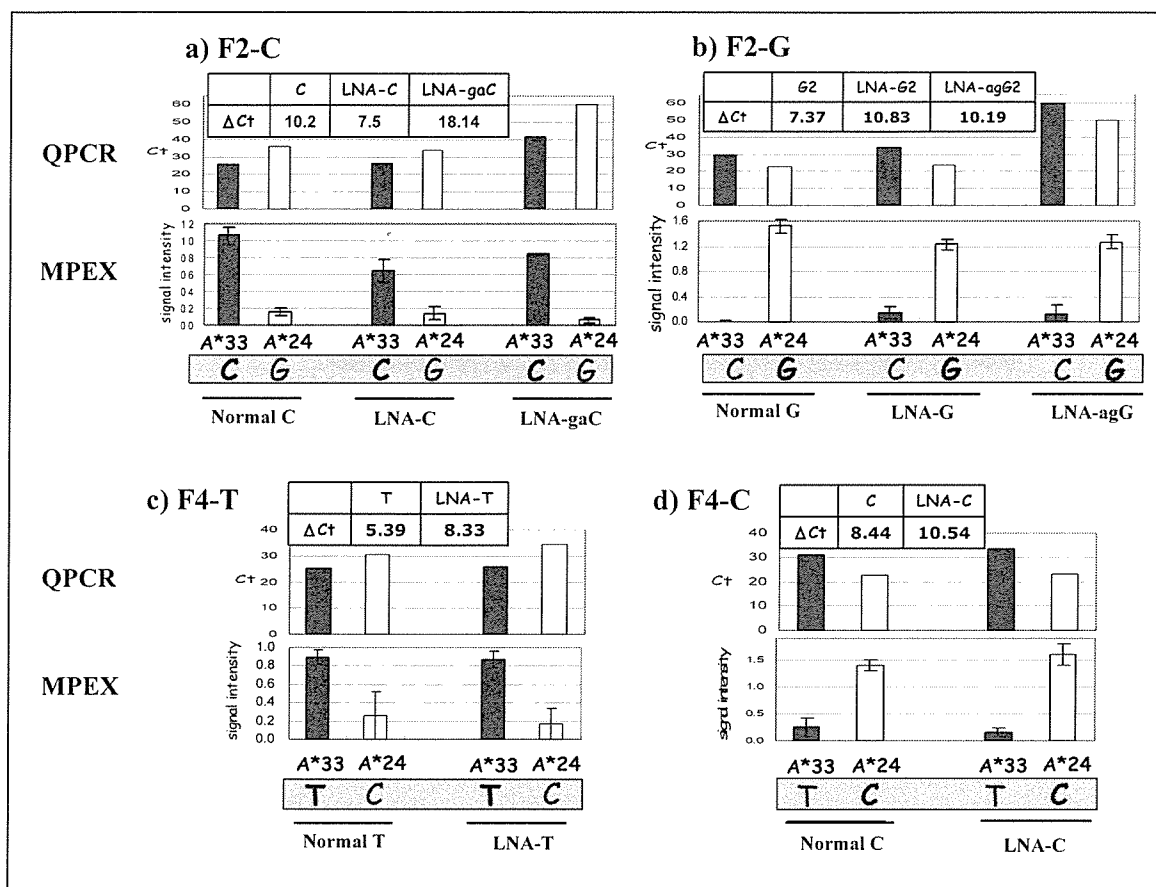 a) F2-C
C LNA-C LNA-gaC
ΔCt 10.2 7.5 18.14
QPCR
Ct
60
50
40
30
20
10
0
MPEX
signal intensity
1.2
1.0
0.8
0.6
0.4
0.2
0.0
A*33 A*24 A*33 A*24 A*33 A*24
C G C G C G
Normal C LNA-C LNA-gaC
b) F2-G
G2 LNA-G2 LNA-agG2
ΔCt 7.37 10.83 10.19
Ct
60
50
40
30
20
10
0
signal intensity
1.6
1.2
0.8
0.4
0.0
A*33 A*24 A*33 A*24 A*33 A*24
C G C G C G
Normal G LNA-G LNA-agG
c) F4-T
T LNA-T
ΔCt 5.39 8.33
QPCR
Ct
40
30
20
10
0
MPEX
signal intensity
1.0
0.8
0.6
0.4
0.2
0.0
A*33 A*24 A*33 A*24
T C T C
Normal T LNA-T
d) F4-C
C LNA-C
ΔCt 8.44 10.54
Ct
40
30
20
10
0
signal intensity
1.5
1.0
0.5
0.0
A*33 A*24 A*33 A*24
T C T C
Normal C LNA-C